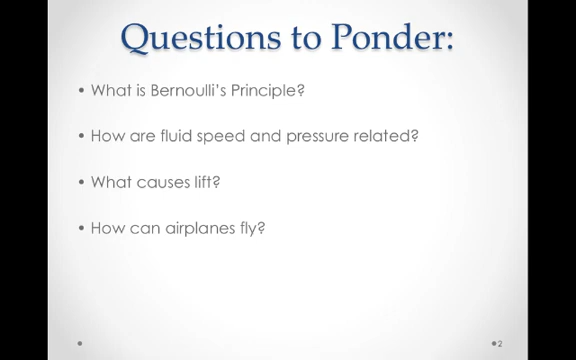 Questions to Ponder:
• What is Bernoulli's Principle?
• How are fluid speed and pressure related?
• What causes lift?
• How can airplanes fly?
2